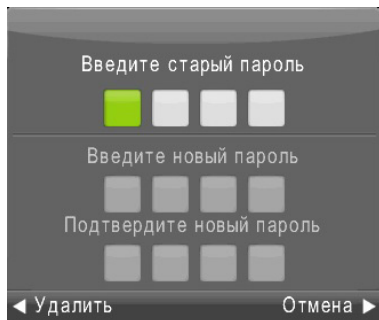 Введите старый пароль
Введите новый пароль
Подтвердите новый пароль
◀ Удалить Отмена ▶